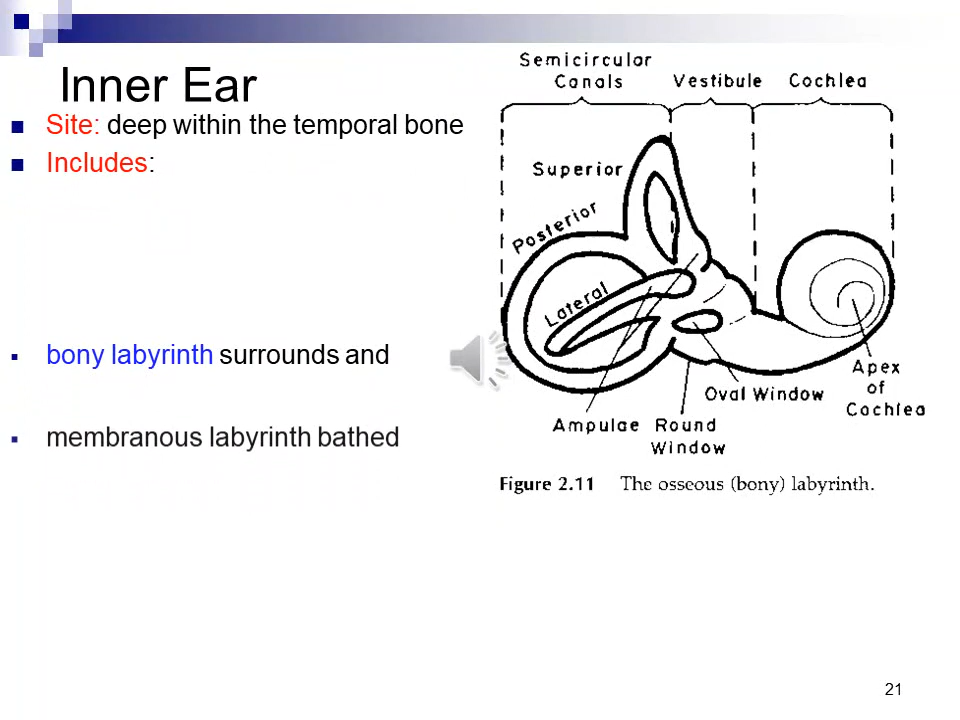 Inner Ear
Site: deep within the temporal bone
Includes:
bony labyrinth surrounds and
membranous labyrinth bathed
Semicircular
Canals
Vestibule
Cochlea
Superior
Posterior
Lateral
Ampulae
Round
Window
Oval Window
Apex
of
Cochlea
Figure 2.11 The osseous (bony) labyrinth.
21